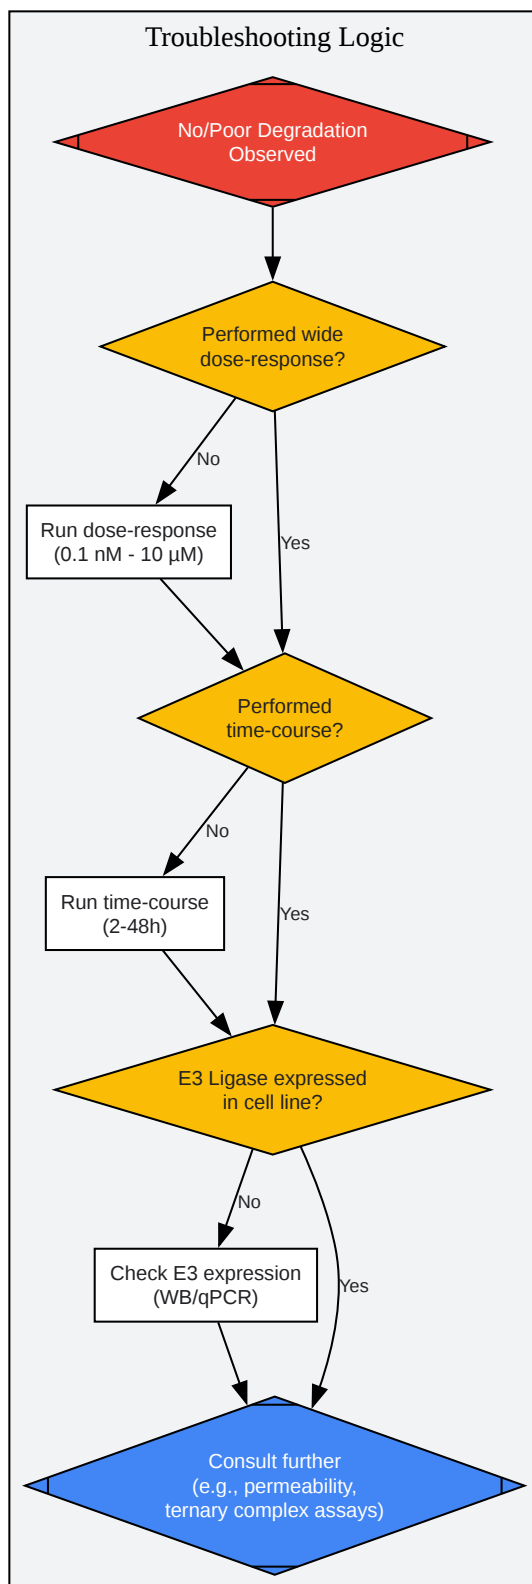 Troubleshooting Logic
No/Poor Degradation
Observed
Performed wide
dose-response?
No
Run dose-response
(0.1 nM - 10 µM)
Yes
Performed
time-course?
No
Run time-course
(2-48h)
Yes
E3 Ligase expressed
in cell line?
No
Check E3 expression
(WB/qPCR)
Yes
Consult further
(e.g., permeability,
ternary complex assays)